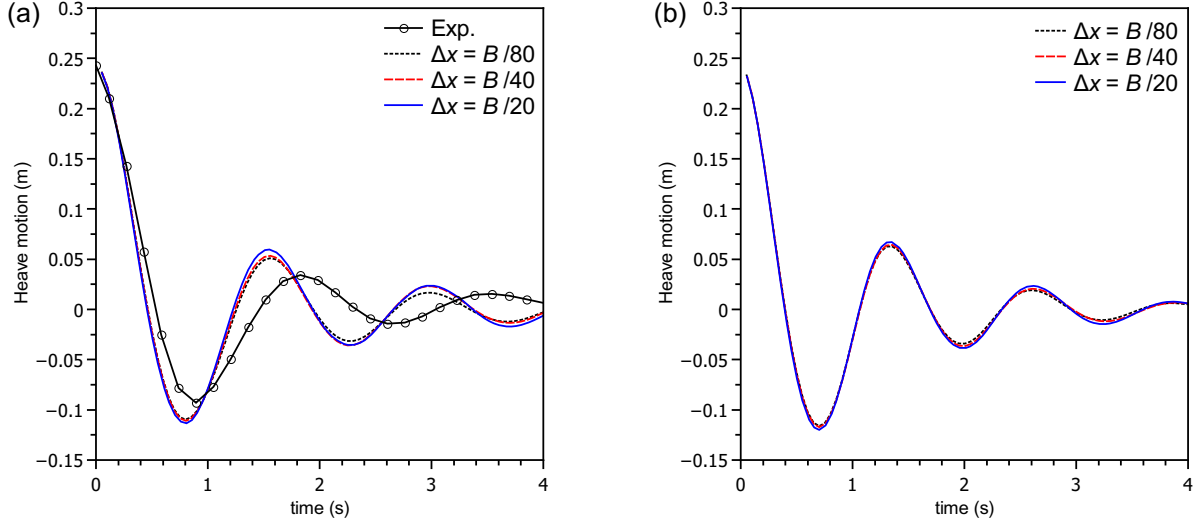 (a)
0.3
0.25
0.2
0.15
0.1
0.05
0
−0.05
−0.1
−0.15
Heave motion (m)
0 1 2 3 4
time (s)
Exp.
Δx = B /80
Δx = B /40
Δx = B /20
(b)
0.3
0.25
0.2
0.15
0.1
0.05
0
−0.05
−0.1
−0.15
Heave motion (m)
0 1 2 3 4
time (s)
Δx = B /80
Δx = B /40
Δx = B /20